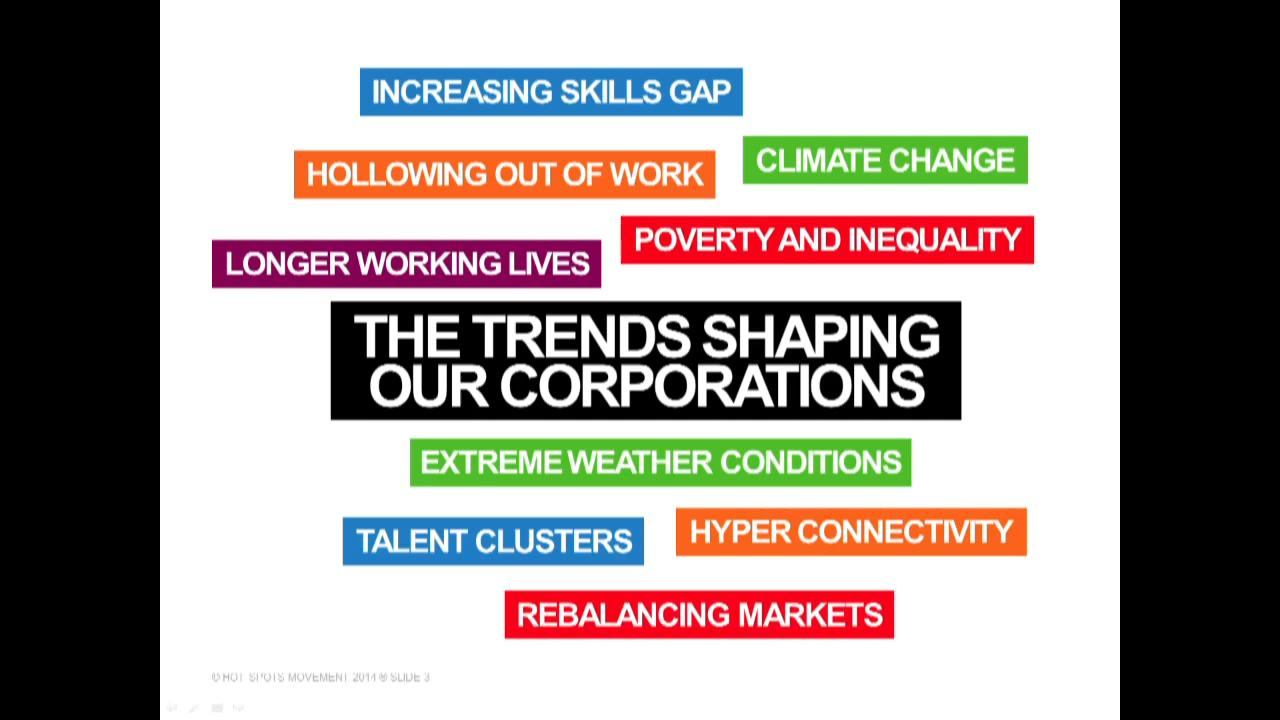 INCREASING SKILLS GAP
CLIMATE CHANGE
HOLLOWING OUT OF WORK
POVERTY AND INEQUALITY
LONGER WORKING LIVES
THE TRENDS SHAPING
OUR CORPORATIONS
EXTREME WEATHER CONDITIONS
HYPER CONNECTIVITY
TALENT CLUSTERS
REBALANCING MARKETS
© HOT SPOTS MOVEMENT 2014 ® SLIDE 3